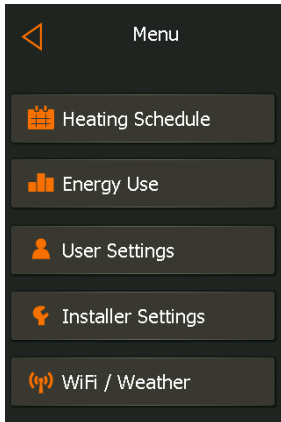 Menu
Heating Schedule
Energy Use
User Settings
Installer Settings
WiFi / Weather